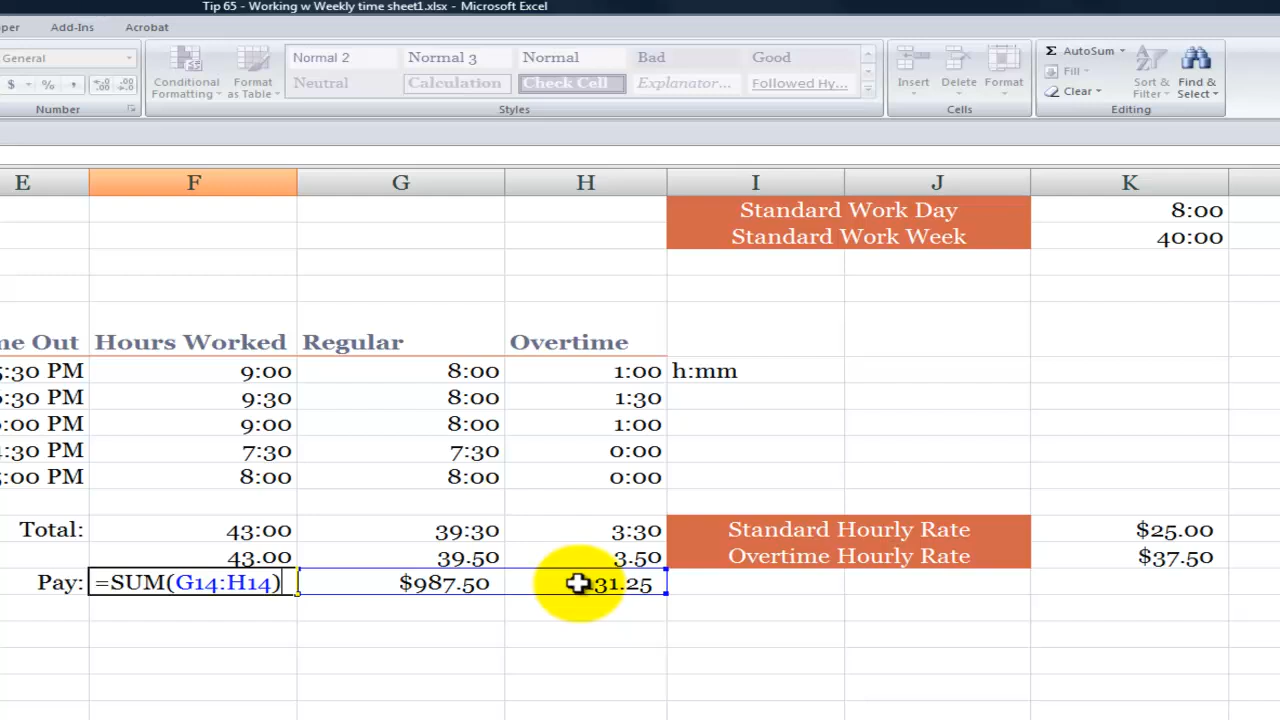 Tip 65 - Working w Weekly time sheet1.xlsx - Microsoft Excel
per Add-Ins Acrobat
General Normal 2 Normal 3 Normal Bad Good AutoSum
Conditional Formatting Format as Table Neutral Calculation Check Cell Explanator... Followed Hy... Insert Delete Format Fill Sort & Filter Find & Select
$ % , Clear
Number Styles Cells Editing
E F G H I J K
Standard Work Day 8:00
Standard Work Week 40:00
me Out Hours Worked Regular Overtime
5:30 PM 9:00 8:00 1:00 h:mm
:30 PM 9:30 8:00 1:30
:00 PM 9:00 8:00 1:00
:30 PM 7:30 7:30 0:00
:00 PM 8:00 8:00 0:00
Total: 43:00 39:30 3:30 Standard Hourly Rate $25.00
43.00 39.50 3.50 Overtime Hourly Rate $37.50
Pay: =SUM(G14:H14) $987.50 31.25